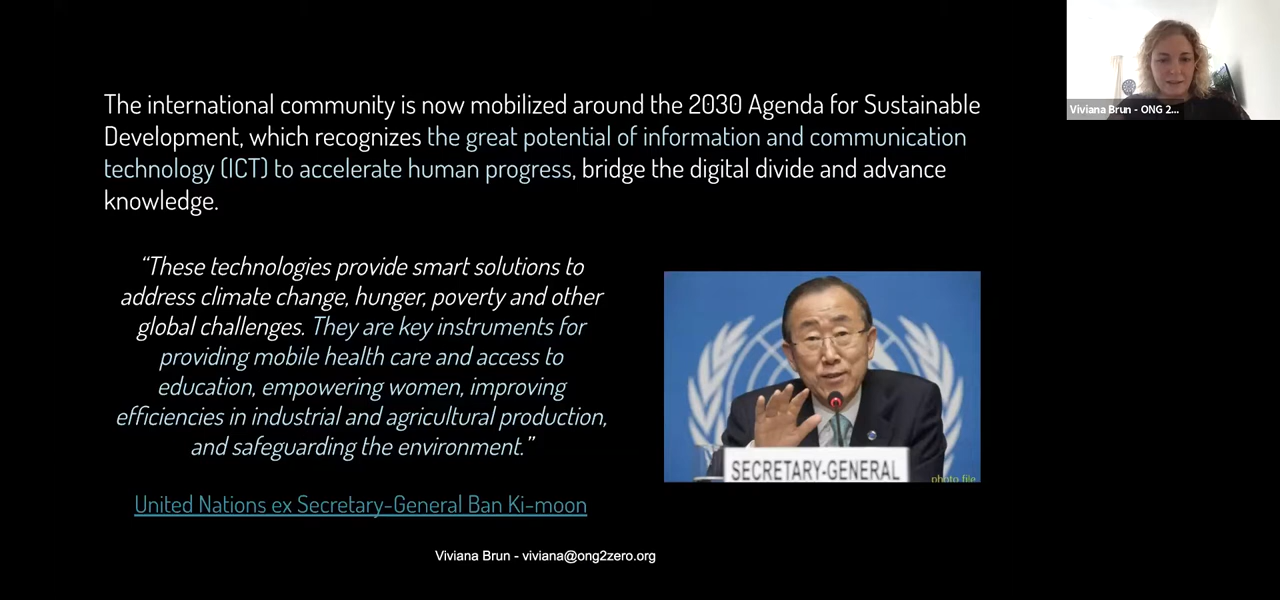 The international community is now mobilized around the 2030 Agenda for Sustainable
Development, which recognizes the great potential of information and communication
technology (ICT) to accelerate human progress, bridge the digital divide and advance
knowledge.
“These technologies provide smart solutions to
address climate change, hunger, poverty and other
global challenges. They are key instruments for
providing mobile health care and access to
education, empowering women, improving
efficiencies in industrial and agricultural production,
and safeguarding the environment.”
United Nations ex Secretary-General Ban Ki-moon
SECRETARY-GENERAL
photo file
Viviana Brun - viviana@ong2zero.org
Viviana Brun - ONG 2...